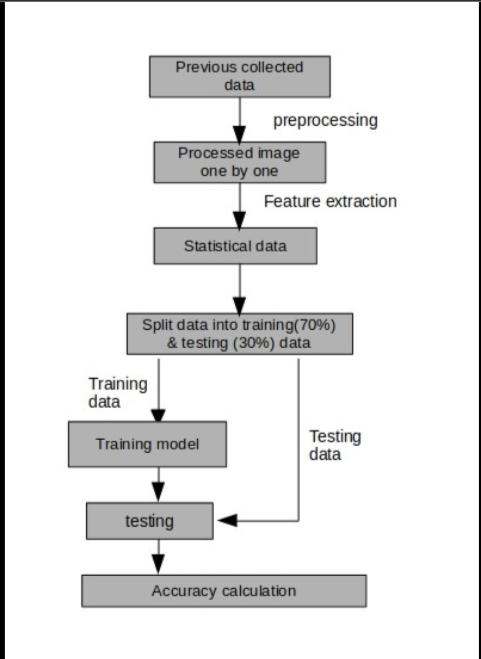 Previous collected
data
preprocessing
Processed image
one by one
Feature extraction
Statistical data
Split data into training(70%)
& testing (30%) data
Training
data
Training model
Testing
data
testing
Accuracy calculation